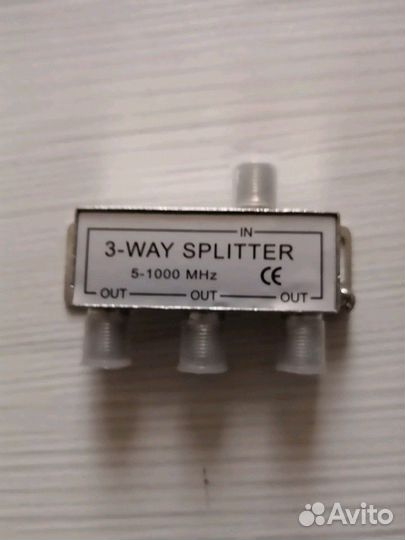 IN
3-WAY SPLITTER
5-1000 MHz CE
OUT OUT OUT
Avito